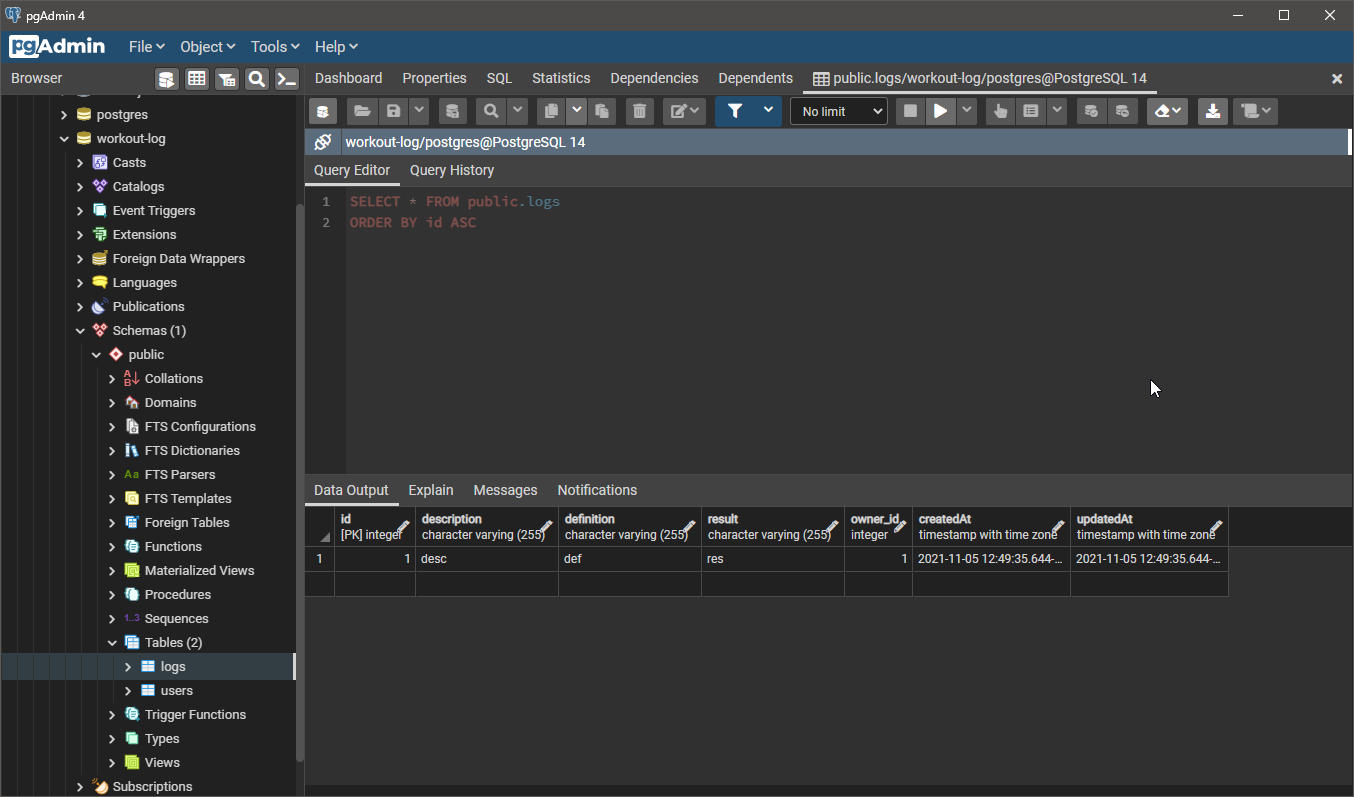 pgAdmin 4
pgAdmin File Object Tools Help
Browser
Dashboard Properties SQL Statistics Dependencies Dependents public.logs/workout-log/postgres@PostgreSQL 14
postgres
workout-log
Casts
Catalogs
Event Triggers
Extensions
Foreign Data Wrappers
Languages
Publications
Schemas (1)
public
Collations
Domains
FTS Configurations
FTS Dictionaries
Aa FTS Parsers
FTS Templates
Foreign Tables
Functions
Materialized Views
Procedures
1..3 Sequences
Tables (2)
logs
users
Trigger Functions
Types
Views
Subscriptions
No limit
workout-log/postgres@PostgreSQL 14
Query Editor Query History
1 SELECT * FROM public.logs
2 ORDER BY id ASC
Data Output Explain Messages Notifications
id description definition result owner_id createdAt updatedAt
[PK] integer character varying (255) character varying (255) character varying (255) integer timestamp with time zone timestamp with time zone
1 1 desc def res 1 2021-11-05 12:49:35.644-... 2021-11-05 12:49:35.644-...